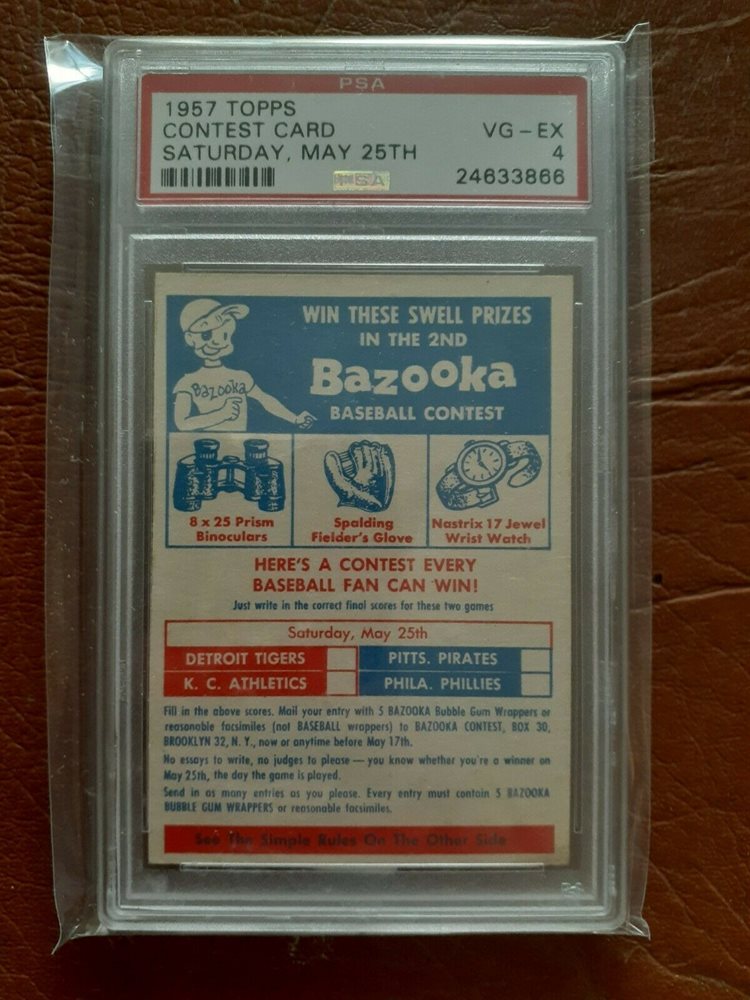 PSA
1957 TOPPS
CONTEST CARD VG-EX
SATURDAY, MAY 25TH 4
PSA 24633866
WIN THESE SWELL PRIZES
IN THE 2ND
Bazooka
BASEBALL CONTEST
Bazooka
8 x 25 Prism Binoculars
Spalding Fielder's Glove
Nastrix 17 Jewel Wrist Watch
HERE'S A CONTEST EVERY
BASEBALL FAN CAN WIN!
Just write in the correct final scores for these two games
Saturday, May 25th
DETROIT TIGERS PITTS. PIRATES
K. C. ATHLETICS PHILA. PHILLIES
Fill in the above scores. Mail your entry with 5 BAZOOKA Bubble Gum Wrappers or
reasonable facsimiles (not BASEBALL wrappers) to BAZOOKA CONTEST, BOX 30,
BROOKLYN 32, N. Y., now or anytime before May 17th.
No essays to write, no judges to please — you know whether you're a winner on
May 25th, the day the game is played.
Send in as many entries as you please. Every entry must contain 5 BAZOOKA
BUBBLE GUM WRAPPERS or reasonable facsimiles.
See The Simple Rules On The Other Side